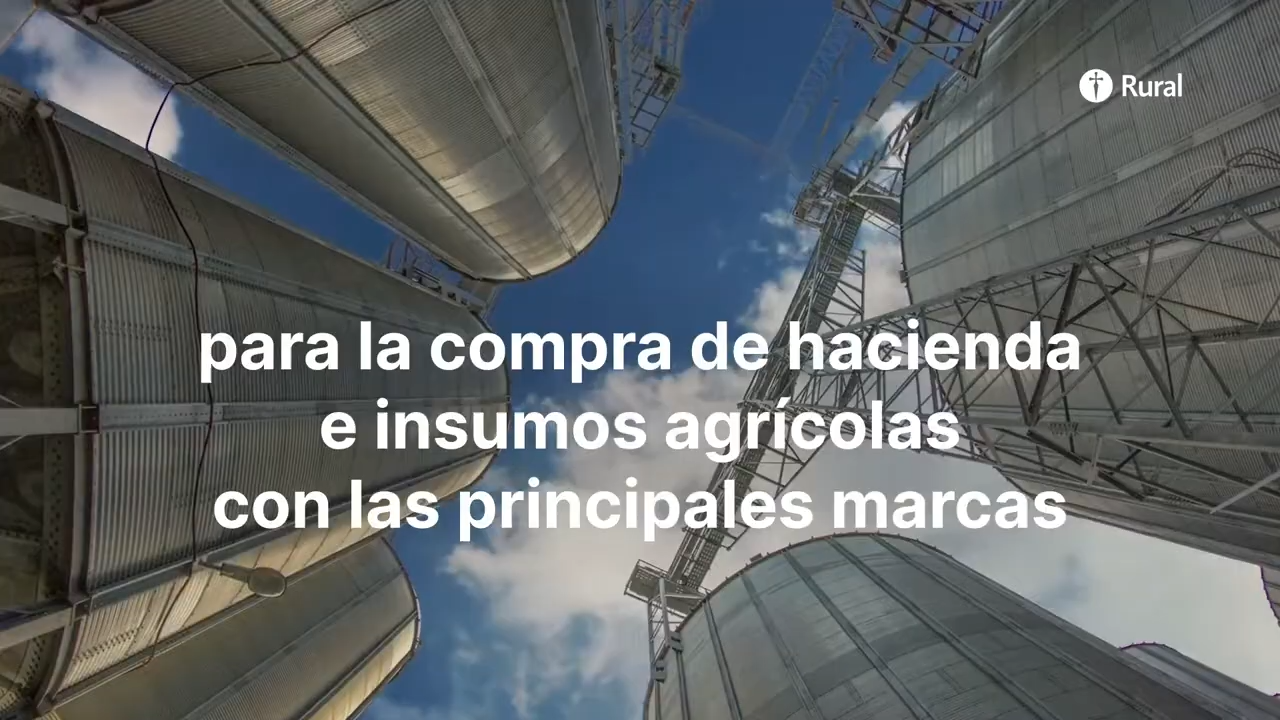 Rural
para la compra de hacienda
e insumos agrícolas
con las principales marcas